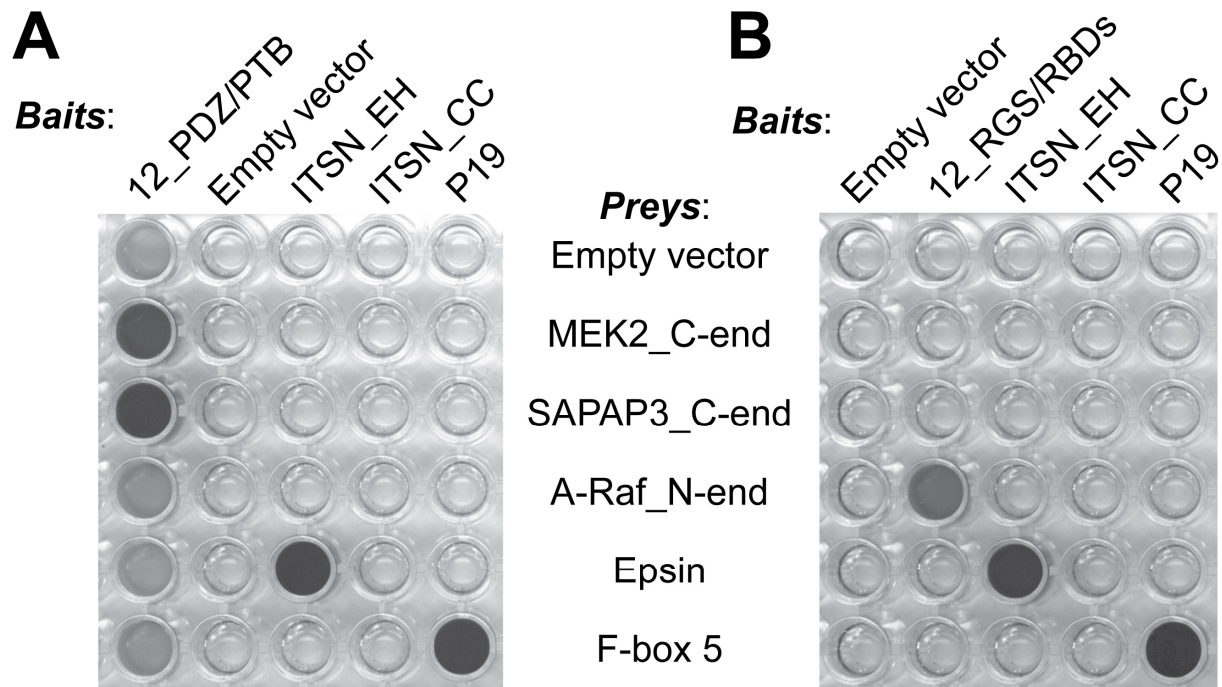 A
Baits:
12_PDZ/PTB
Empty vector
ITSN_EH
ITSN_CC
P19
B
Baits:
Empty vector
12_RGS/RBDs
ITSN_EH
ITSN_CC
P19
Preys:
Empty vector
MEK2_C-end
SAPAP3_C-end
A-Raf_N-end
Epsin
F-box 5